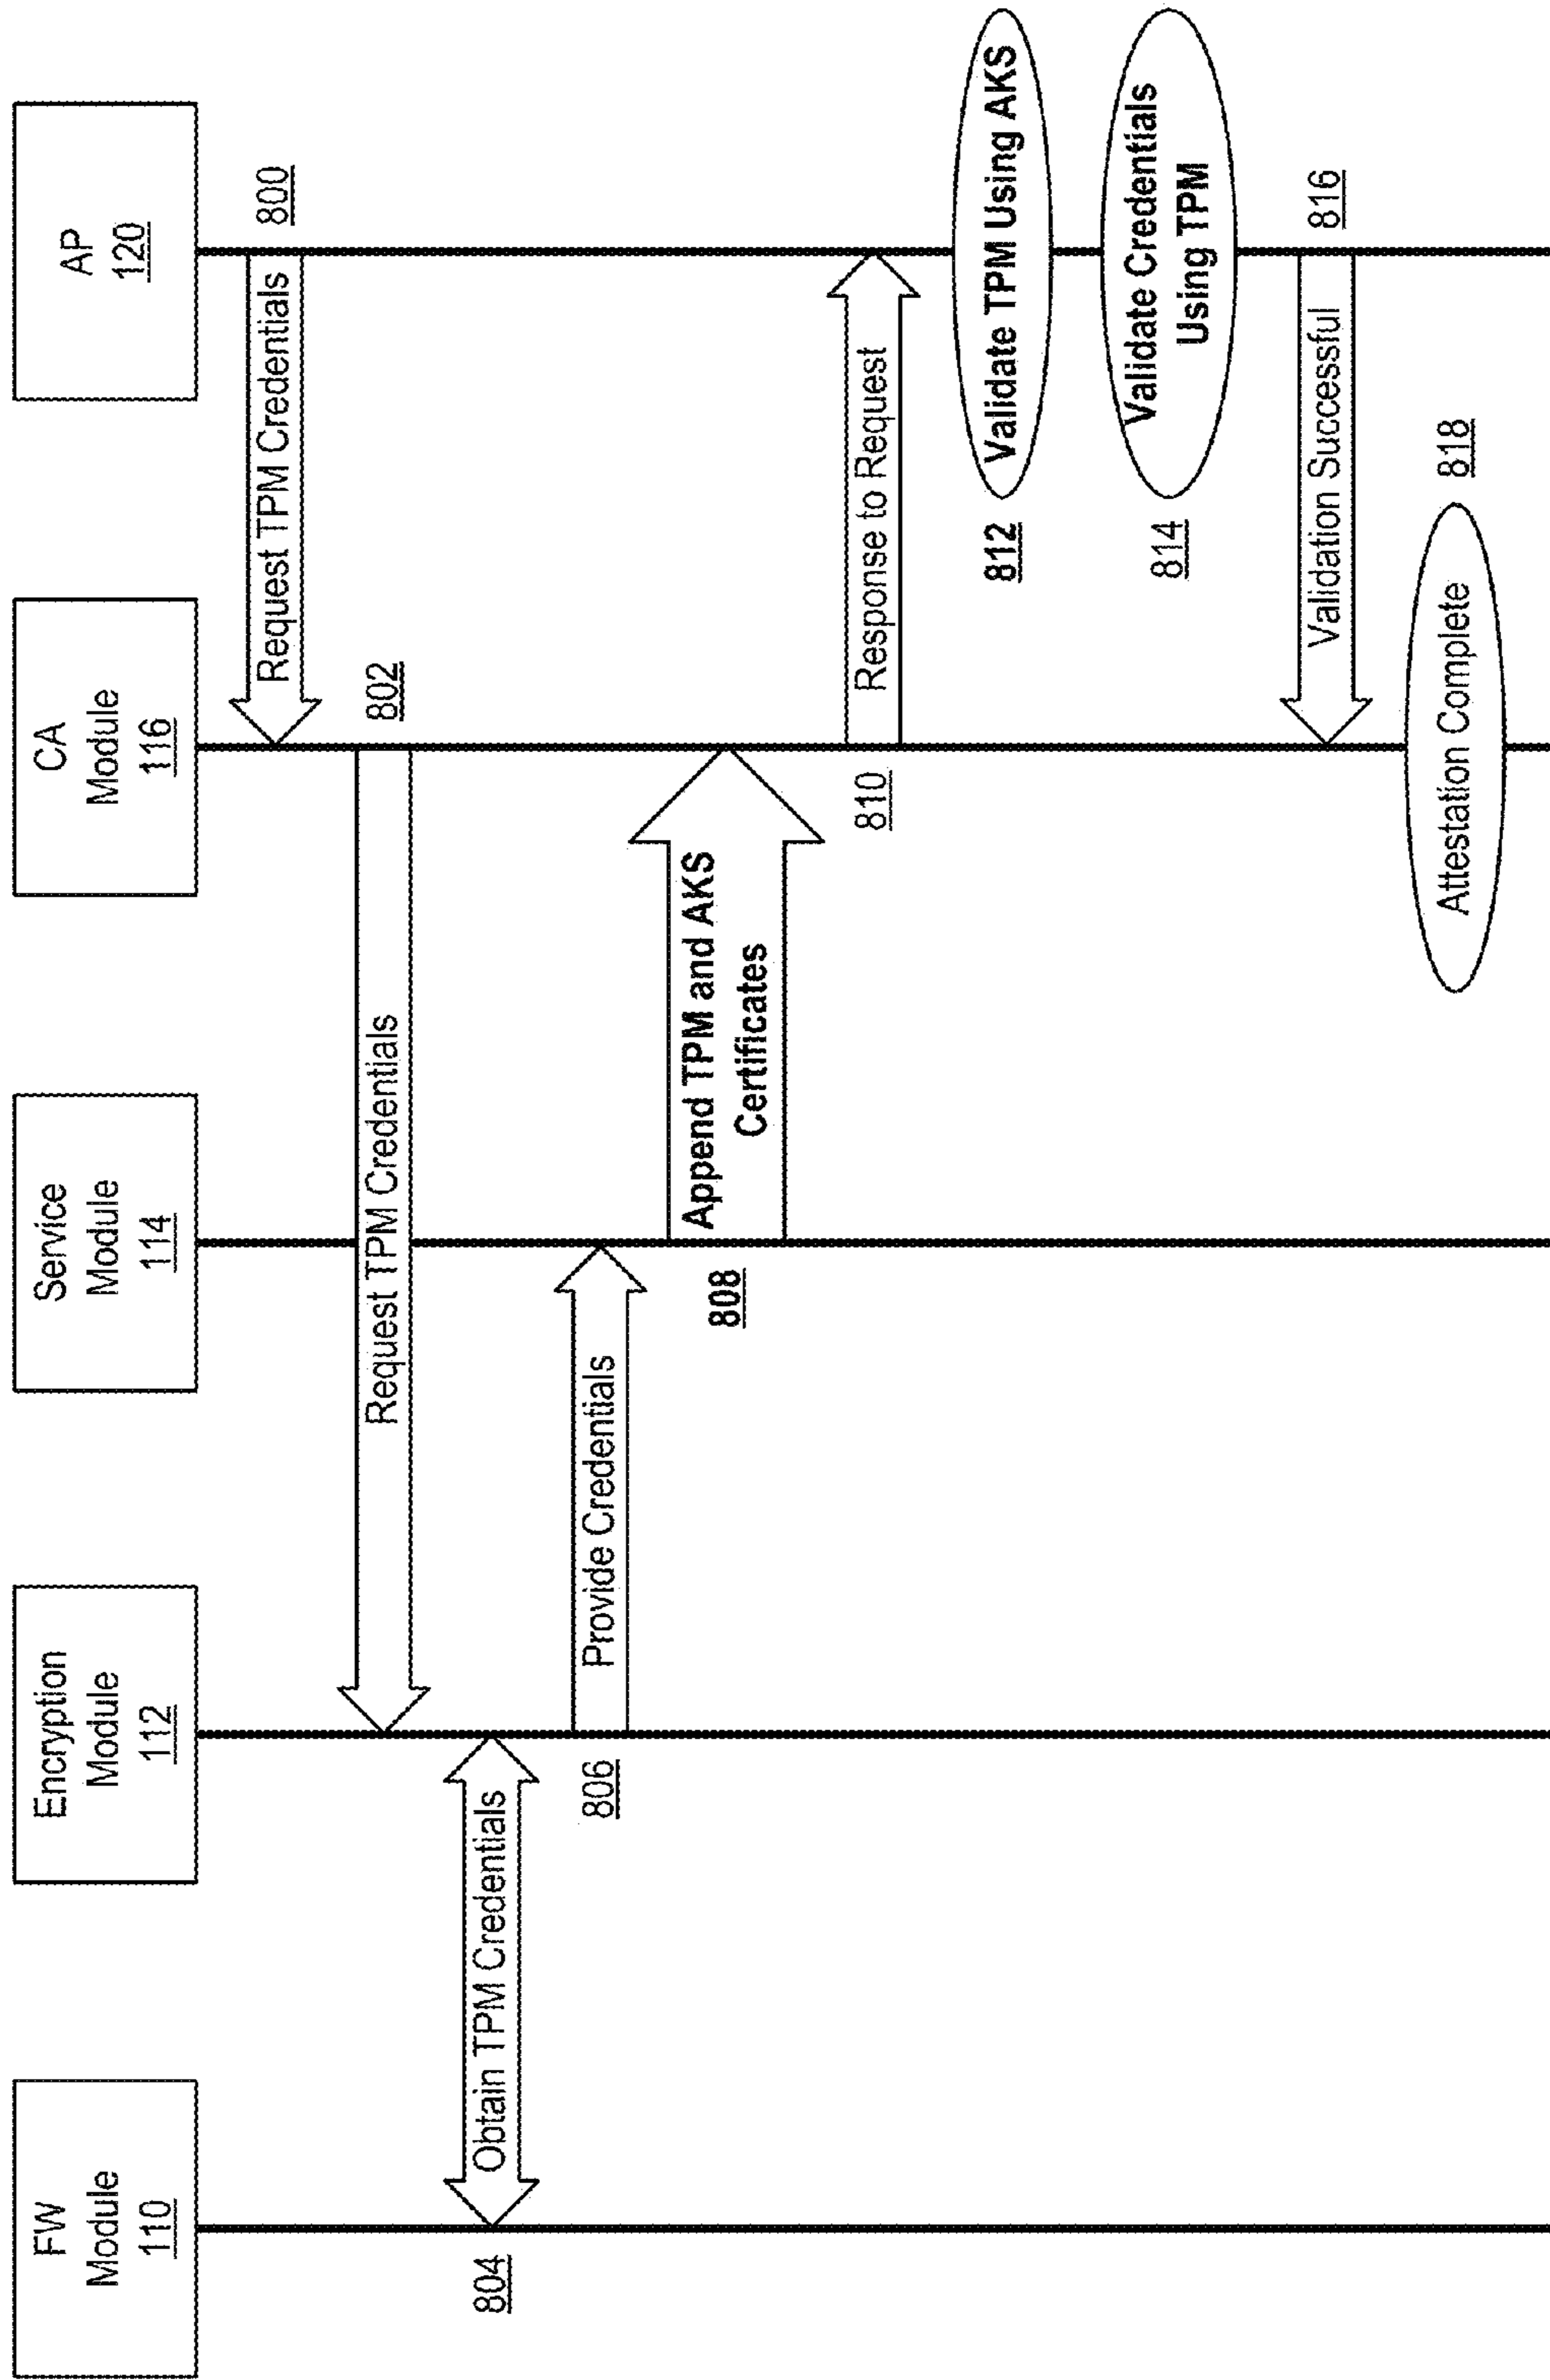 FW
Module
110
Encryption
Module
112
Service
Module
114
CA
Module
116
AP
120
Request TPM Credentials
800
Request TPM Credentials
802
Obtain TPM Credentials
804
Provide Credentials
806
Append TPM and AKS
Certificates
808
Response to Request
810
Validate TPM Using AKS
812
Validate Credentials
Using TPM
814
Validation Successful
816
Attestation Complete
818